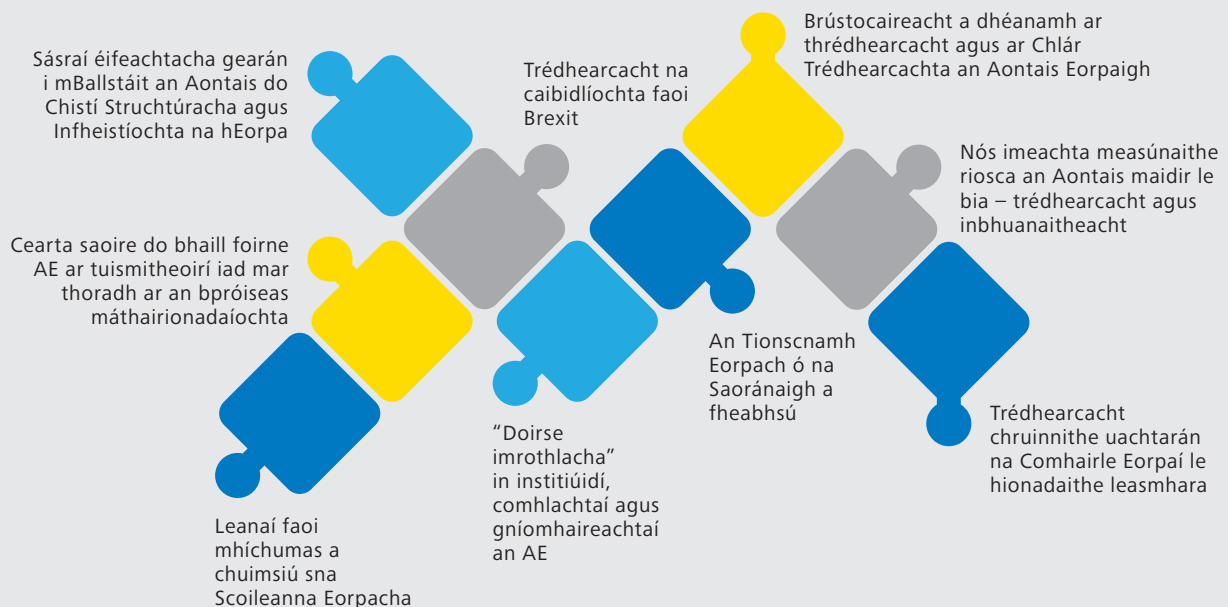 Sásraí éifeachtacha gearán
i mBallstáit an Aontais do
Chistí Struchtúracha agus
Infheistíochta na hEorpa
Trédhearcacht na
caibidlíochta faoi
Brexit
Brústocaireacht a dhéanamh ar
thrédhearcacht agus ar Chlár
Trédhearcachta an Aontais Eorpaigh
Nós imeachta measúnaithe
riosca an Aontais maidir le
bia – trédhearcacht agus
inbhuanaitheacht
Cearta saoire do bhaill foirne
AE ar tuismitheoirí iad mar
thoradh ar an bpróiseas
máthairionadaíochta
An Tionscnamh
Eorpach ó na
Saoránaigh a
fheabhsú
Trédhearcacht
chruinnithe uachtarán
na Comhairle Eorpaí le
hionadaithe leasmhara
“Doirse
imrothlacha”
in institiúidí,
comhlachtaí agus
gníomhaireachtaí
an AE
Leanaí faoi
mhíchumas a
chuimsiú sna
Scoileanna Eorpacha